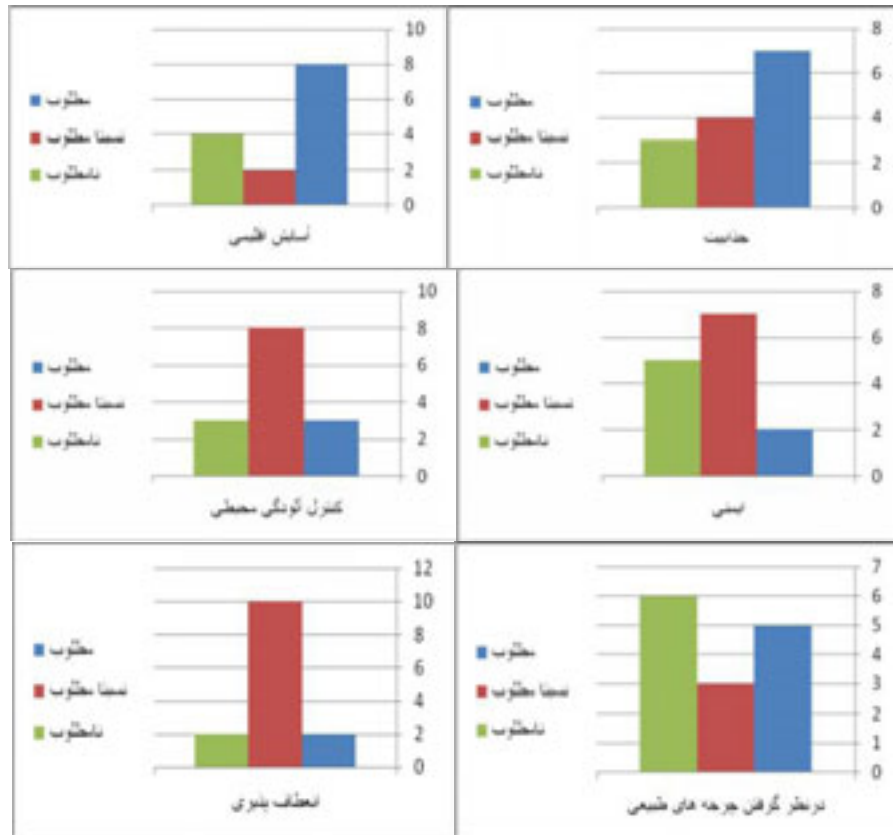 8
6
4
2
0
مطلوب
نسبتا مطلوب
نامطلوب
جذابیت
10
8
6
4
2
0
مطلوب
نسبتا مطلوب
نامطلوب
آسایش اقلیمی
8
6
4
2
0
مطلوب
نسبتا مطلوب
نامطلوب
ایمنی
10
8
6
4
2
0
مطلوب
نسبتا مطلوب
نامطلوب
کنترل آلودگی محیطی
7
6
5
4
3
2
1
0
مطلوب
نسبتا مطلوب
نامطلوب
درنظر گرفتن چرخه های طبیعی
12
10
8
6
4
2
0
مطلوب
نسبتا مطلوب
نامطلوب
انعطاف پذیری